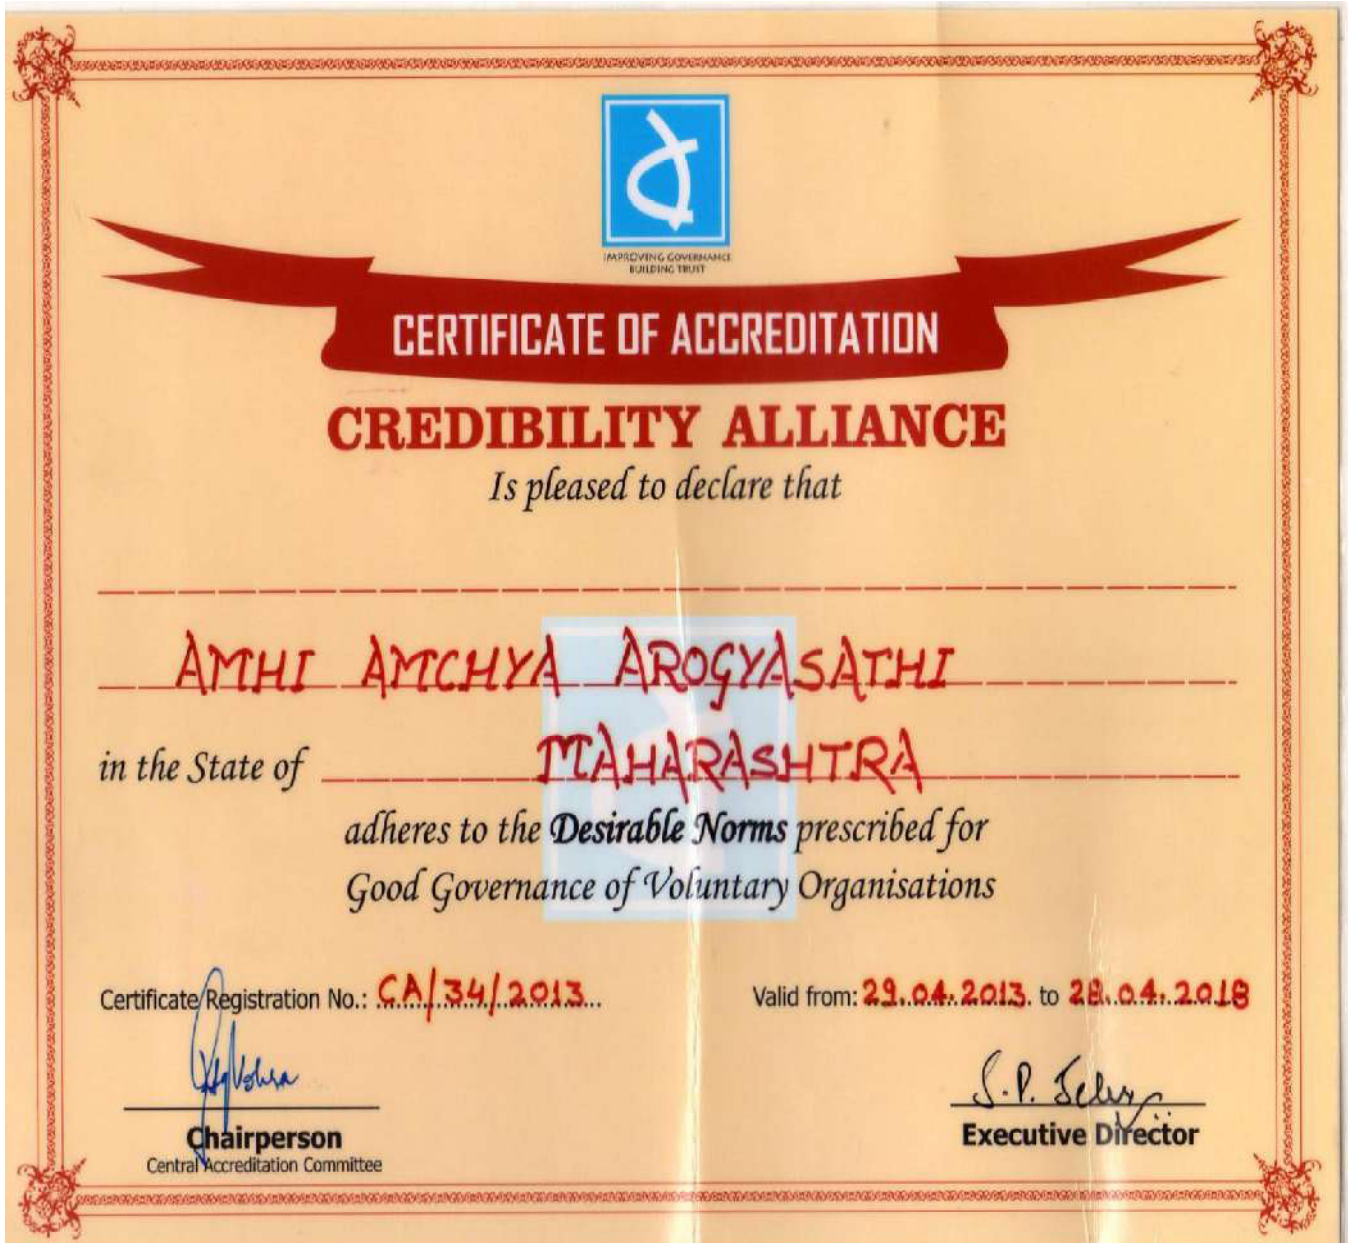 IMPROVING GOVERNANCE
BUILDING TRUST
CERTIFICATE OF ACCREDITATION
CREDIBILITY ALLIANCE
Is pleased to declare that
AMHI AMCHYA AROGYASATHI
in the State of MAHARASHTRA
adheres to the Desirable Norms prescribed for
Good Governance of Voluntary Organisations
Certificate Registration No.: CA/34/2013 Valid from: 29.04.2013 to 28.04.2018
S.P. Selvi
Chairperson Executive Director
Central Accreditation Committee